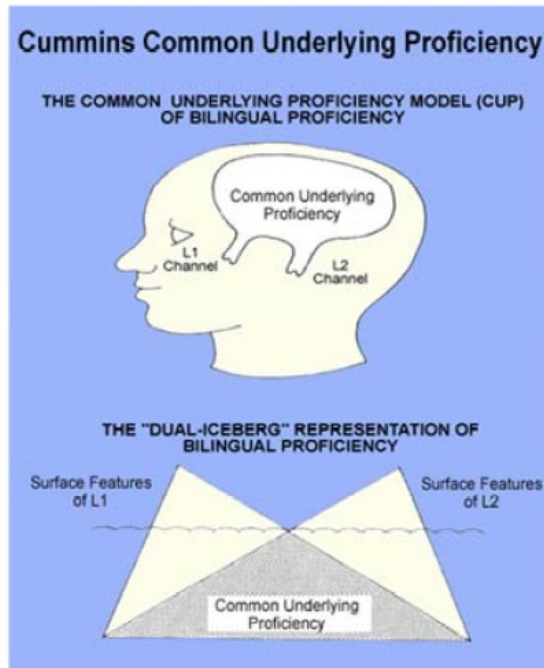 Cummins Common Underlying Proficiency
THE COMMON UNDERLYING PROFICIENCY MODEL (CUP)
OF BILINGUAL PROFICIENCY
Common Underlying
Proficiency
L1
Channel
L2
Channel
THE "DUAL-ICEBERG" REPRESENTATION OF
BILINGUAL PROFICIENCY
Surface Features
of L1
Surface Features
of L2
Common Underlying
Proficiency